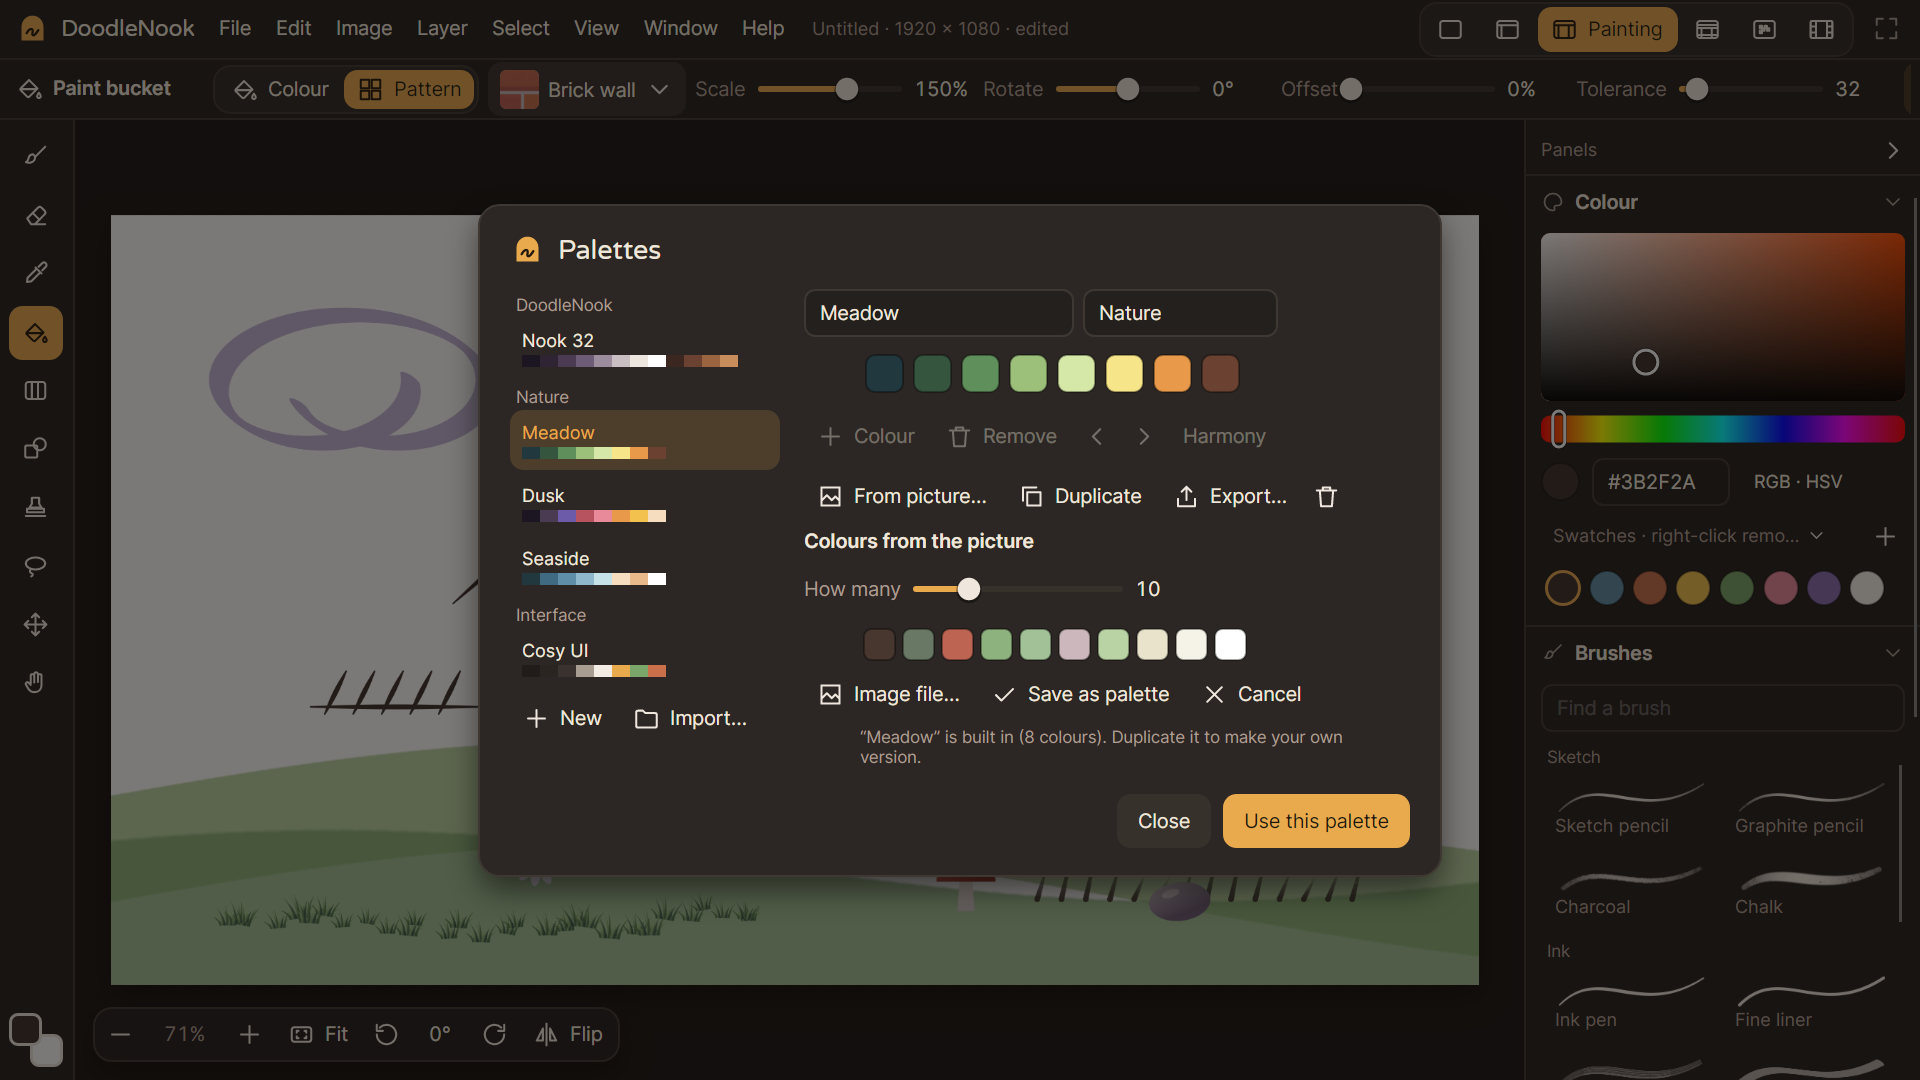 DoodleNook File Edit Image Layer Select View Window Help Untitled · 1920 × 1080 · edited Painting
Paint bucket Colour Pattern Brick wall Scale 150% Rotate 0° Offset 0% Tolerance 32
Panels
Colour
#3B2F2A RGB · HSV
Swatches · right-click remo...
Brushes
Find a brush
Sketch
Sketch pencil Graphite pencil
Charcoal Chalk
Ink
Ink pen Fine liner
Palettes
DoodleNook
Nook 32
Nature
Meadow
Dusk
Seaside
Interface
Cosy UI
New Import...
Meadow Nature
Colour Remove Harmony
From picture... Duplicate Export...
Colours from the picture
How many 10
Image file... Save as palette Cancel
“Meadow” is built in (8 colours). Duplicate it to make your own
version.
Close Use this palette
71% Fit 0° Flip